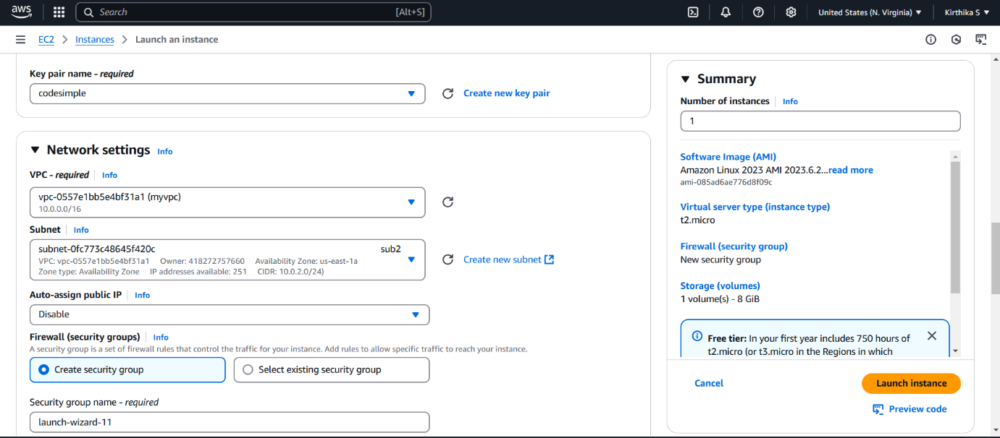 aws
Search [Alt+S]
United States (N. Virginia) Kirthika S
EC2 Instances Launch an instance
Key pair name - required
codesimple
Create new key pair
Network settings Info
VPC - required Info
vpc-0557e1bb5e4bf31a1 (myvpc)
10.0.0.0/16
Subnet Info
subnet-0fc773c48645f420c sub2
VPC: vpc-0557e1bb5e4bf31a1 Owner: 418272757660 Availability Zone: us-east-1a
Zone type: Availability Zone IP addresses available: 251 CIDR: 10.0.2.0/24)
Create new subnet
Auto-assign public IP Info
Disable
Firewall (security groups) Info
A security group is a set of firewall rules that control the traffic for your instance. Add rules to allow specific traffic to reach your instance.
Create security group
Select existing security group
Security group name - required
launch-wizard-11
Summary
Number of instances Info
1
Software Image (AMI)
Amazon Linux 2023 AMI 2023.6.2...read more
ami-085ad6ae776d8f09c
Virtual server type (instance type)
t2.micro
Firewall (security group)
New security group
Storage (volumes)
1 volume(s) - 8 GiB
Free tier: In your first year includes 750 hours of
t2.micro (or t3.micro in the Regions in which
Cancel
Launch instance
Preview code